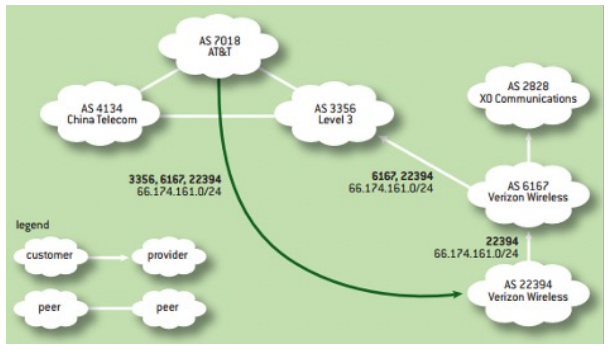 AS 7018
AT&T
AS 2828
XO Communications
AS 4134
China Telecom
AS 3356
Level 3
3356, 6167, 22394
66.174.161.0/24
6167, 22394
66.174.161.0/24
AS 6167
Verizon Wireless
legend
customer
provider
22394
66.174.161.0/24
peer
peer
AS 22394
Verizon Wireless